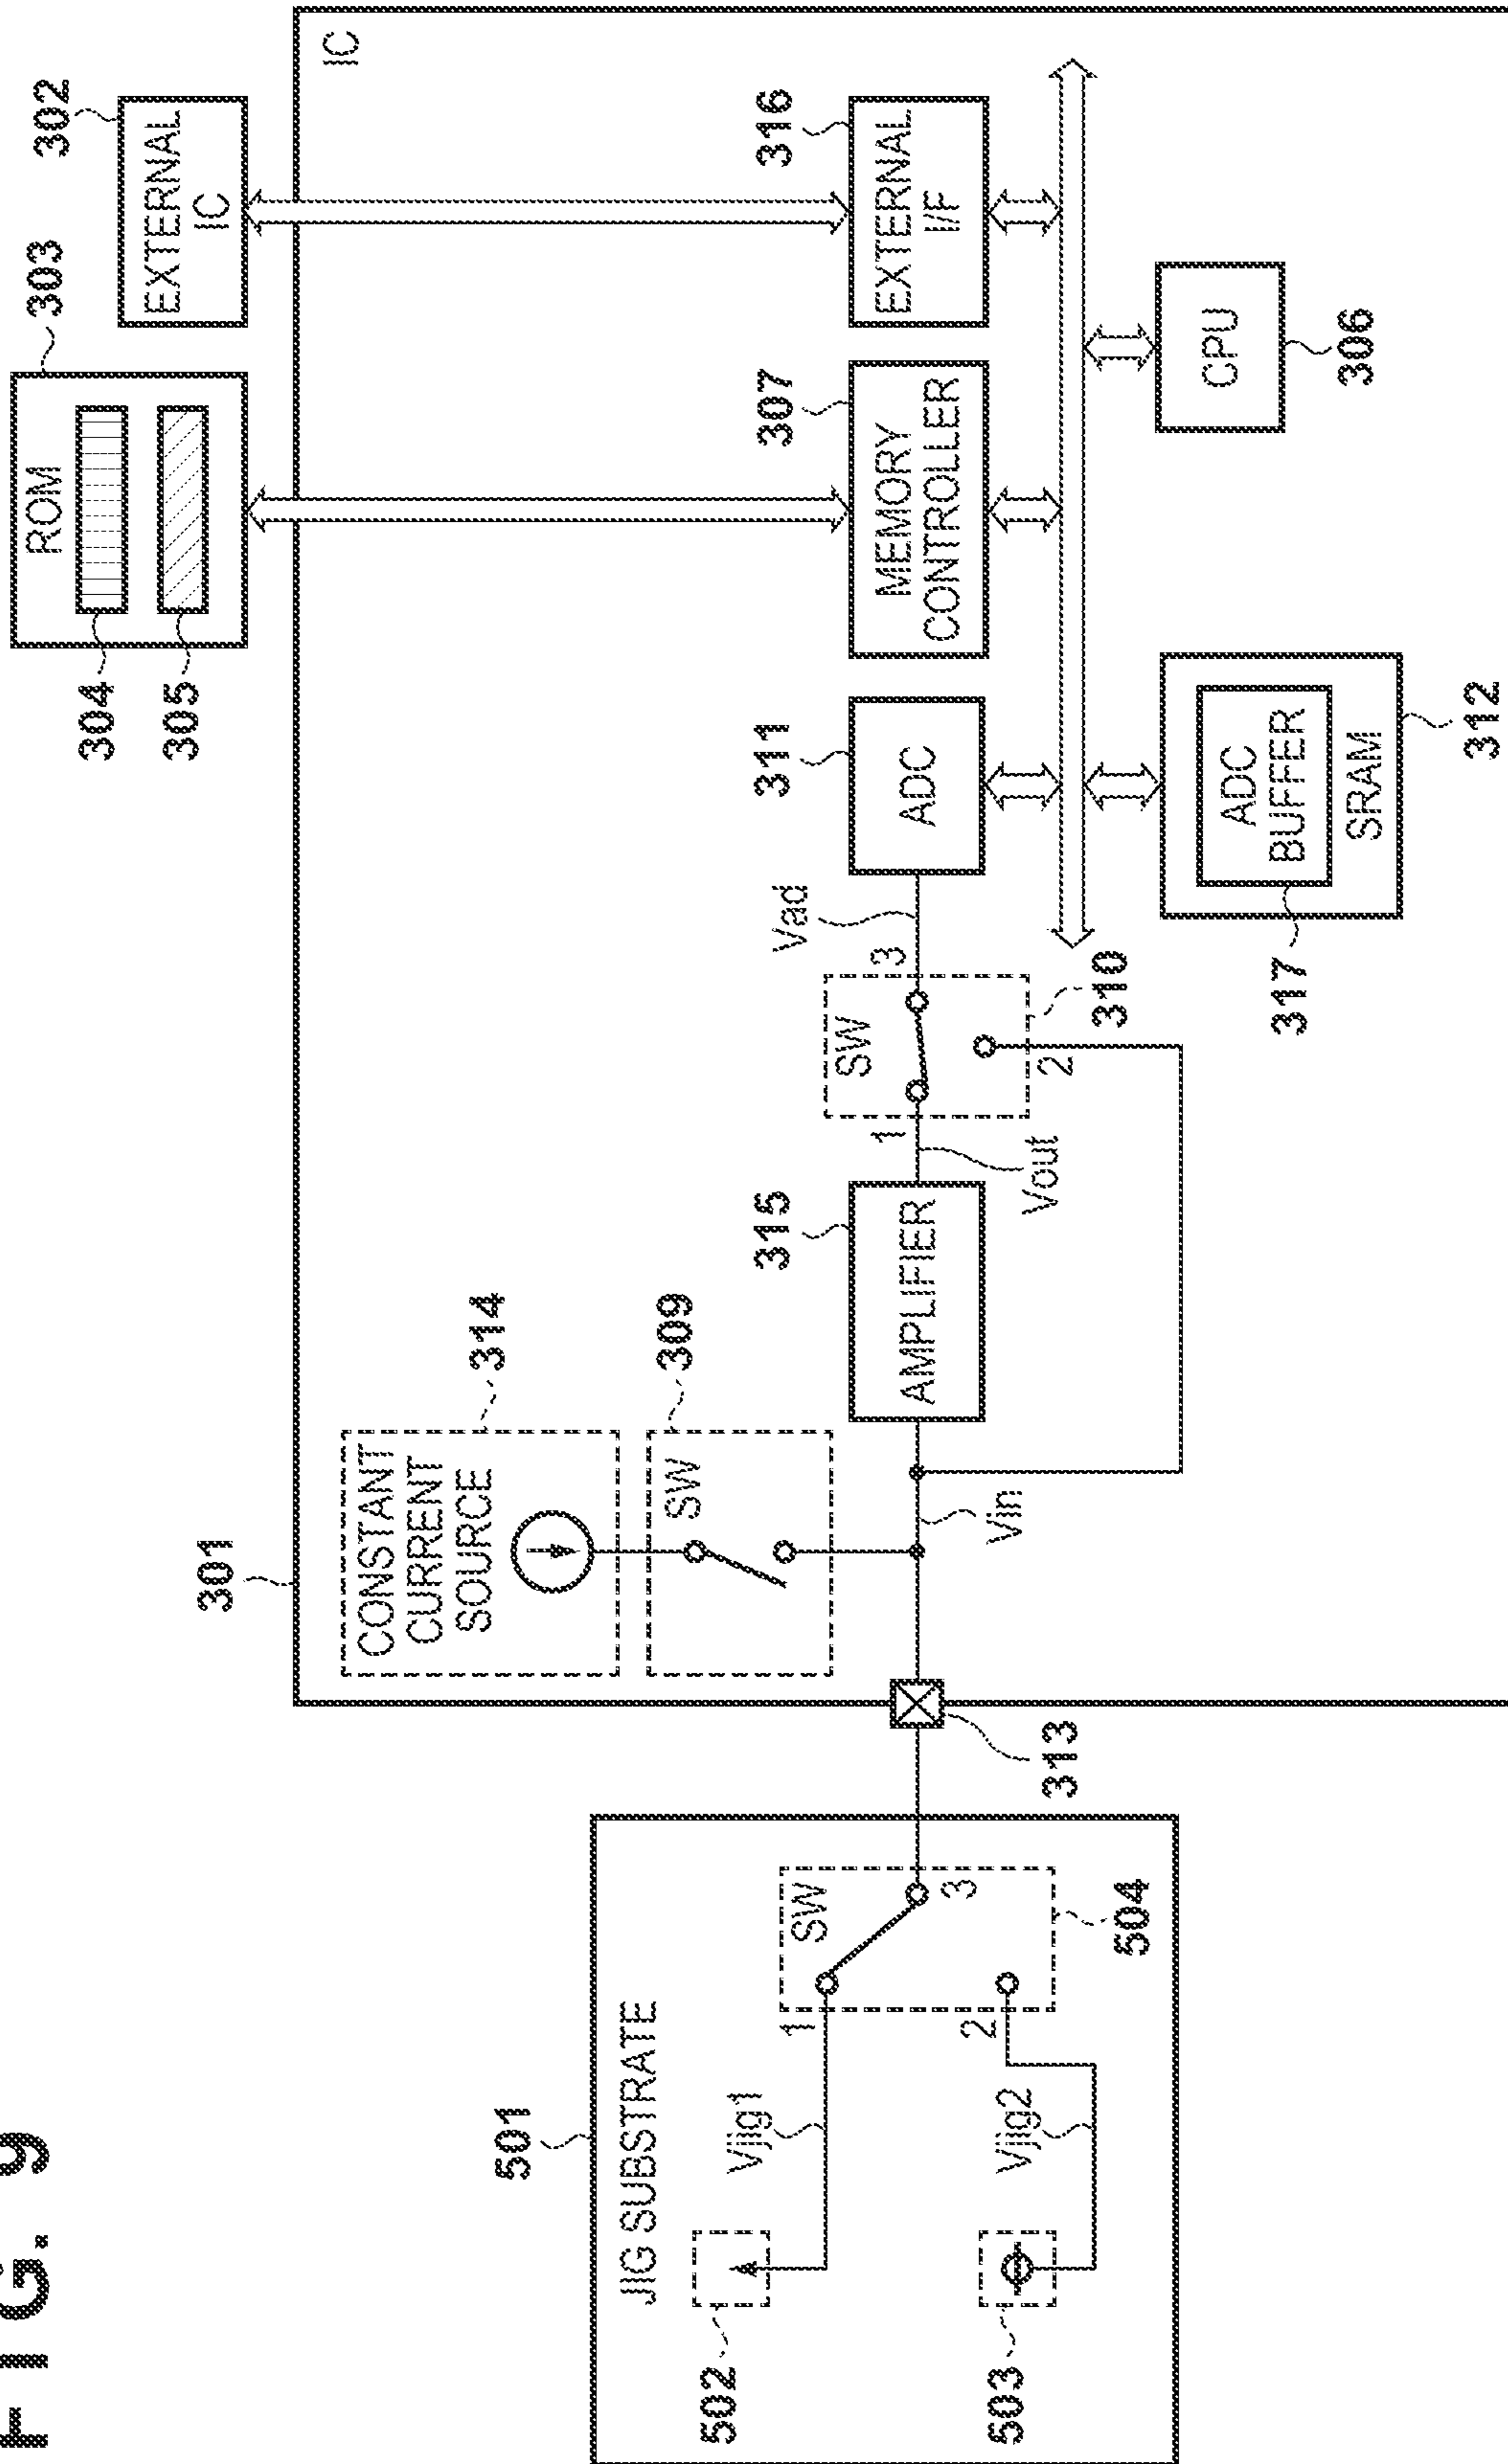 FIG. 9
301
IC
303
ROM
304
305
302
EXTERNAL
IC
314
CONSTANT
CURRENT
SOURCE
309
SW
501
JIG SUBSTRATE
502
Vjig1
503
Vjig2
SW
1
2
3
504
313
Vin
315
AMPLIFIER
Vout
SW
1
2
3
310
Vad
311
ADC
307
MEMORY
CONTROLLER
316
EXTERNAL
I/F
317
ADC
BUFFER
SRAM
312
CPU
306